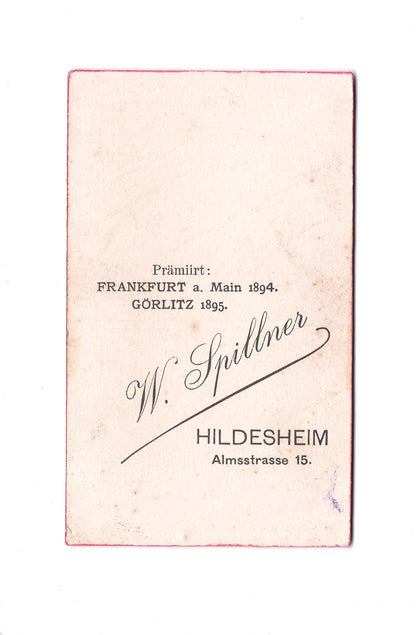 Prämiirt:
FRANKFURT a. Main 1894.
GÖRLITZ 1895.
W. Spillner
HILDESHEIM
Almsstrasse 15.